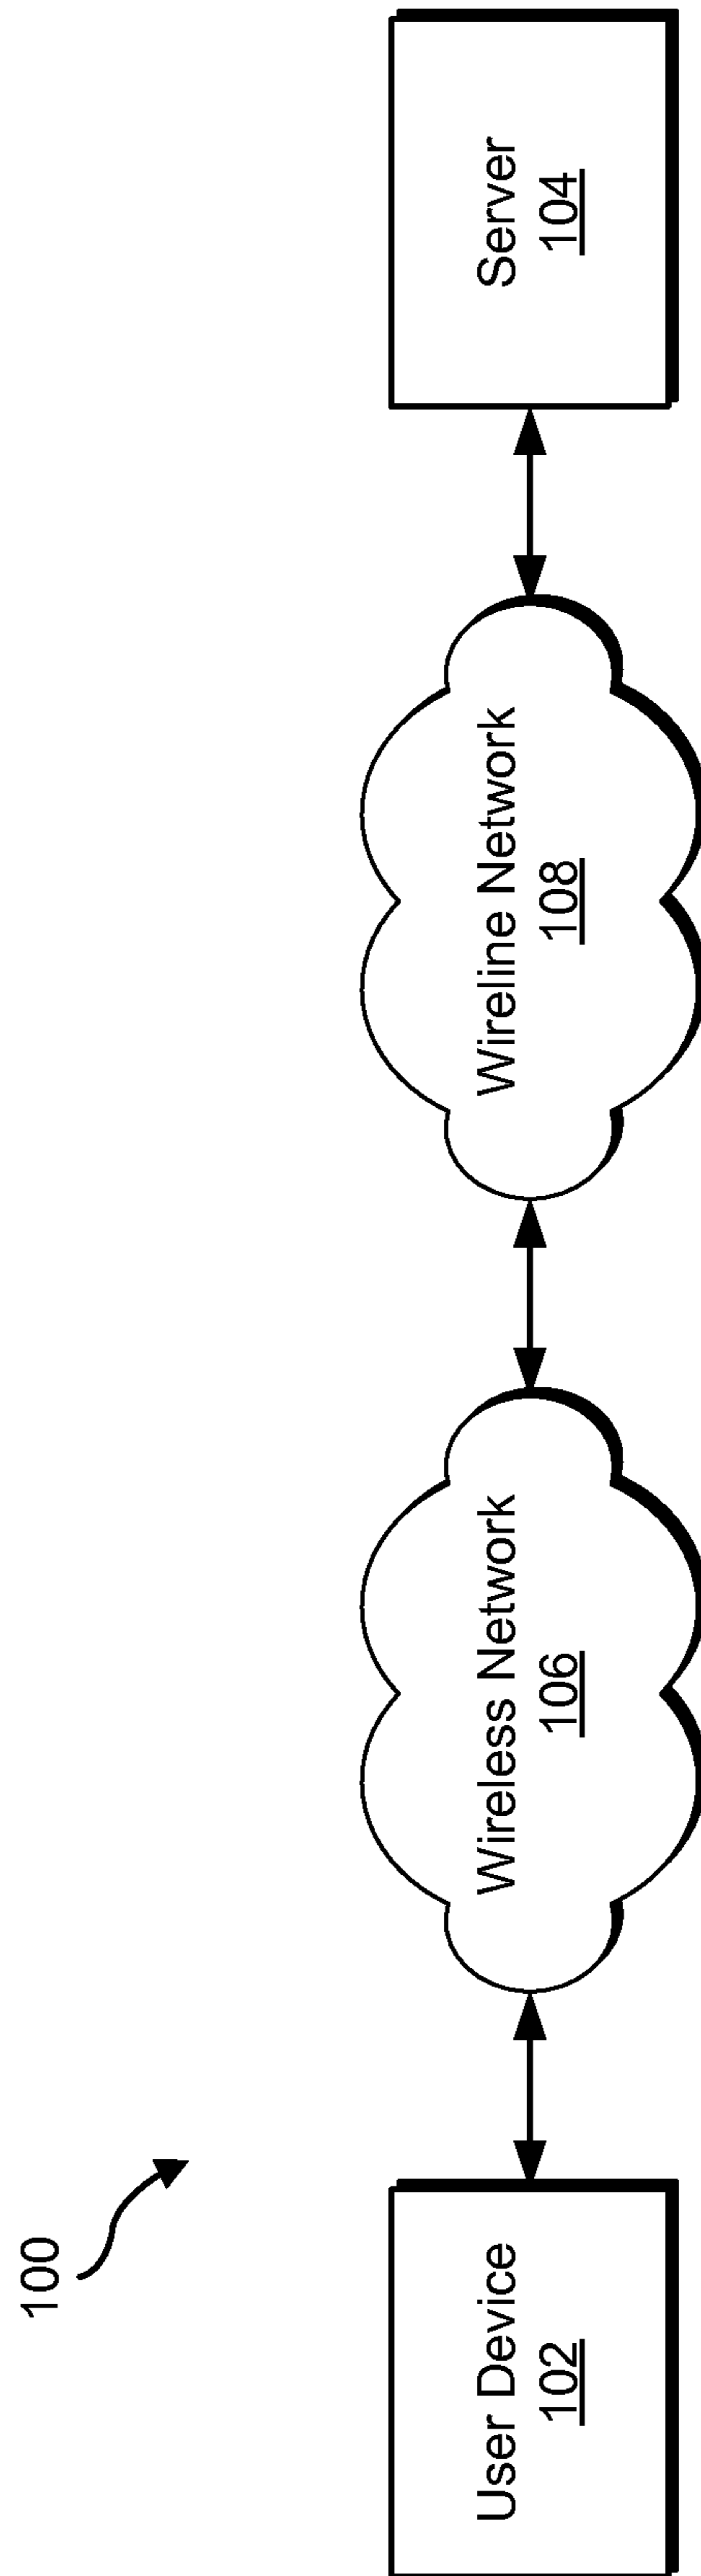 100
User Device
102
Wireless Network
106
Wireline Network
108
Server
104